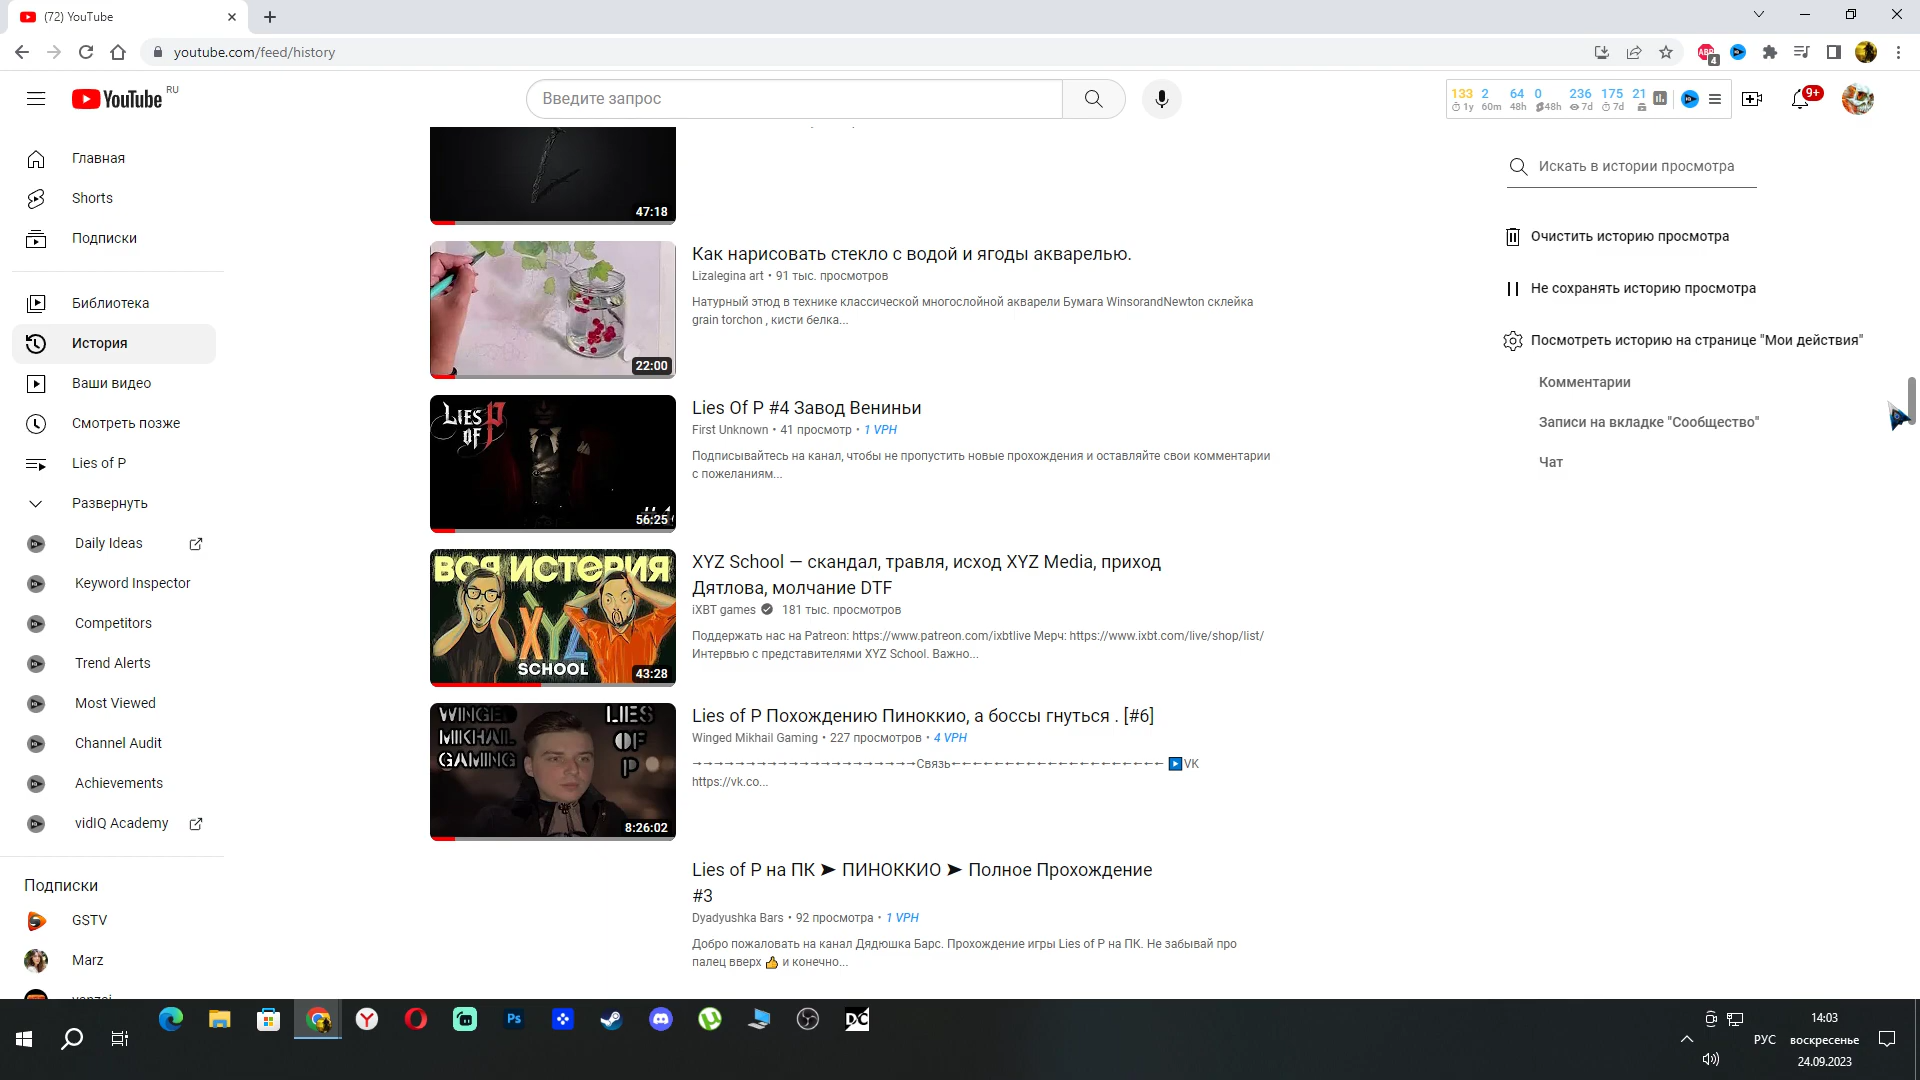 (72) YouTube
youtube.com/feed/history
ABP
4
YouTube
RU
Введите запрос
133 2 64 0 236 175 21
1y 60m 48h 48h 7d 7d
9+
Главная
Shorts
Подписки
Библиотека
История
Ваши видео
Смотреть позже
Lies of P
Развернуть
Daily Ideas
Keyword Inspector
Competitors
Trend Alerts
Most Viewed
Channel Audit
Achievements
vidIQ Academy
Подписки
GSTV
Marz
47:18
22:00
Как нарисовать стекло с водой и ягоды акварелью.
Lizalegina art • 91 тыс. просмотров
Натурный этюд в технике классической многослойной акварели Бумага WinsorandNewton склейка
grain torchon , кисти белка...
LIES
OF P
56:25
Lies Of P #4 Завод Вениньи
First Unknown • 41 просмотр • 1 VPH
Подписывайтесь на канал, чтобы не пропустить новые прохождения и оставляйте свои комментарии
с пожеланиям...
ВСЯ ИСТЕРИЯ
XYZ
SCHOOL
43:28
XYZ School — скандал, травля, исход XYZ Media, приход
Дятлова, молчание DTF
iXBT games 181 тыс. просмотров
Поддержать нас на Patreon: https://www.patreon.com/ixbtlive Мерч: https://www.ixbt.com/live/shop/list/
Интервью с представителями XYZ School. Важно...
WINGED
MIKHAIL
GAMING
LIES
OF
P
8:26:02
Lies of P Похождению Пиноккио, а боссы гнуться . [#6]
Winged Mikhail Gaming • 227 просмотров • 4 VPH
→→→→→→→→→→→→→→→→→→→→Связь←←←←←←←←←←←←←←←←←←← ▶VK
https://vk.co...
Lies of P на ПК ➤ ПИНОККИО ➤ Полное Прохождение
#3
Dyadyushka Bars • 92 просмотра • 1 VPH
Добро пожаловать на канал Дядюшка Барс. Прохождение игры Lies of P на ПК. Не забывай про
палец вверх 👍 и конечно...
Искать в истории просмотра
Очистить историю просмотра
Не сохранять историю просмотра
Посмотреть историю на странице "Мои действия"
Комментарии
Записи на вкладке "Сообщество"
Чат
Ps
DC
РУС
14:03
воскресенье
24.09.2023